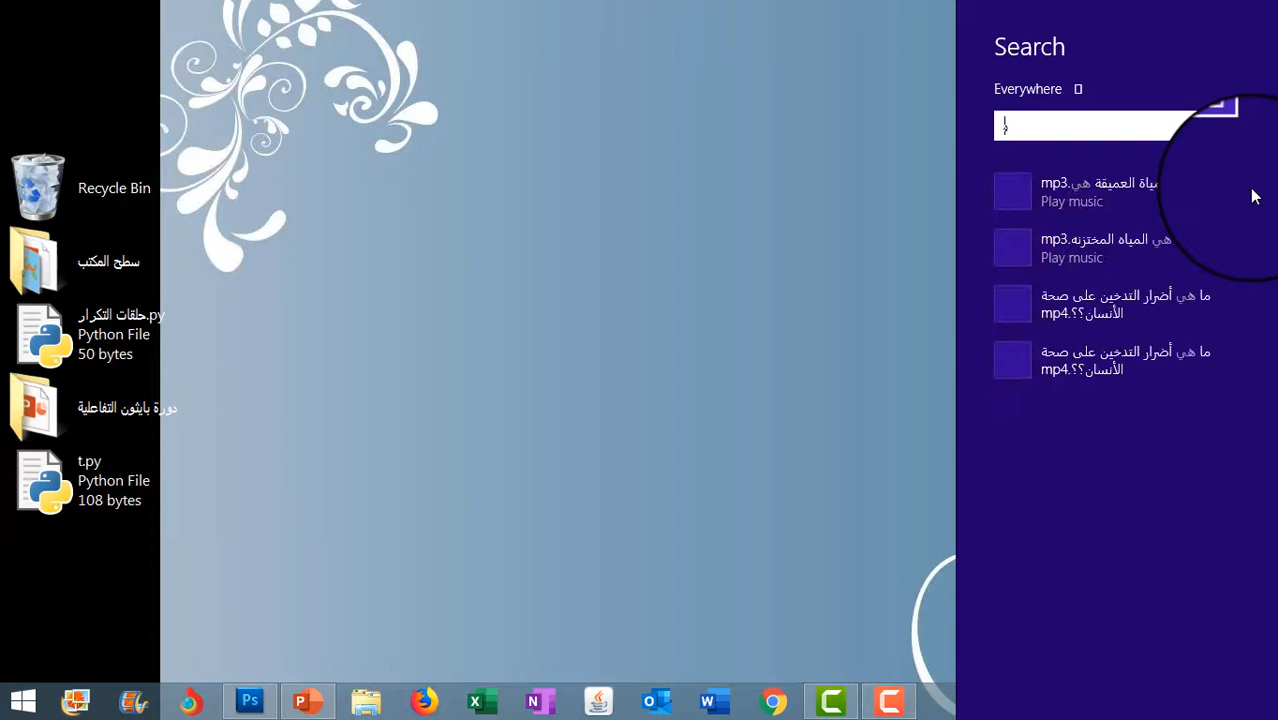 Search
Everywhere
mp3.مياة العميقة هي
Play music
mp3.هي المياه المختزنه
Play music
ما هي أضرار التدخين على صحة
الأنسان؟؟.mp4
ما هي أضرار التدخين على صحة
الأنسان؟؟.mp4
Recycle Bin
سطح المكتب
حلقات التكرار.py
Python File
50 bytes
دورة بايثون التفاعلية
t.py
Python File
108 bytes
Ps
P
X
N
O
W
C
C